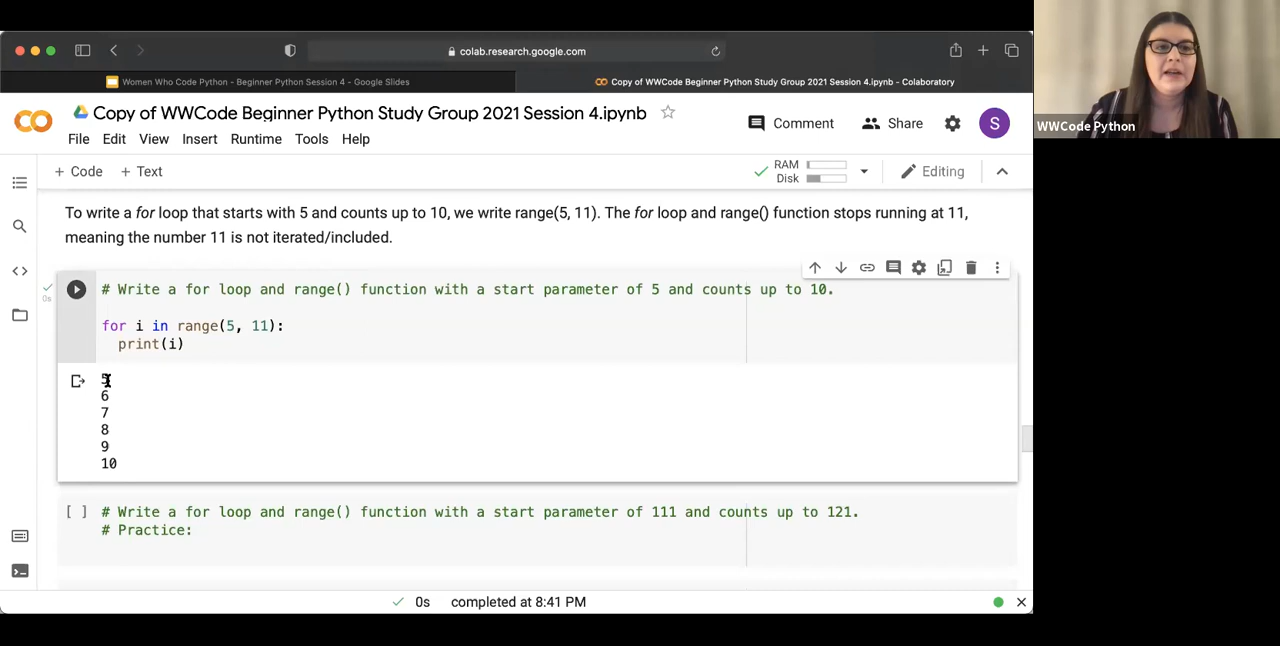 colab.research.google.com
Women Who Code Python - Beginner Python Session 4 - Google Slides
Copy of WWCode Beginner Python Study Group 2021 Session 4.ipynb - Colaboratory
Copy of WWCode Beginner Python Study Group 2021 Session 4.ipynb
Comment
Share
S
File Edit View Insert Runtime Tools Help
+ Code + Text
RAM
Disk
Editing
To write a for loop that starts with 5 and counts up to 10, we write range(5, 11). The for loop and range() function stops running at 11,
meaning the number 11 is not iterated/included.
0s
# Write a for loop and range() function with a start parameter of 5 and counts up to 10.
for i in range(5, 11):
print(i)
5
6
7
8
9
10
[ ] # Write a for loop and range() function with a start parameter of 111 and counts up to 121.
# Practice:
0s completed at 8:41 PM
WWCode Python